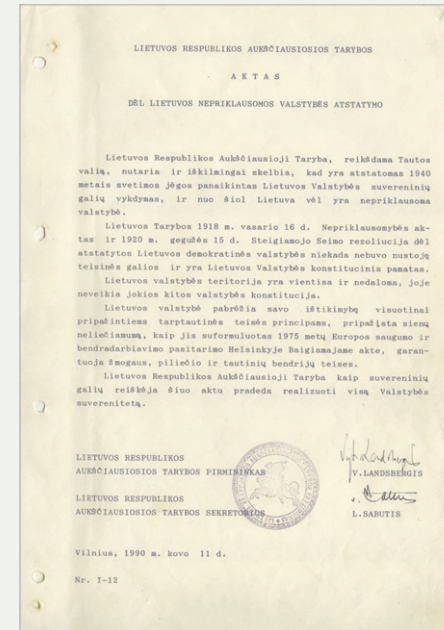 LIETUVOS RESPUBLIKOS AUKŠČIAUSIOSIOS TARYBOS
AKTAS
DĖL LIETUVOS NEPRIKLAUSOMOS VALSTYBĖS ATSTATYMO
Lietuvos Respublikos Aukščiausioji Taryba, reikšdama Tautos
valią, nutaria ir iškilmingai skelbia, kad yra atstatomas 1940
metais svetimos jėgos panaikintas Lietuvos Valstybės suvereninių
galių vykdymas, ir nuo šiol Lietuva vėl yra nepriklausoma
valstybė.
Lietuvos Tarybos 1918 m. vasario 16 d. Nepriklausomybės ak-
tas ir 1920 m. gegužės 15 d. Steigiamojo Seimo rezoliucija dėl
atstatytos Lietuvos demokratinės valstybės niekada nebuvo nustoję
teisinės galios ir yra Lietuvos Valstybės konstitucinis pamatas.
Lietuvos valstybės teritorija yra vientisa ir nedaloma, joje
neveikia jokios kitos valstybės konstitucija.
Lietuvos valstybė pabrėžia savo ištikimybę visuotinai
pripažintiems tarptautinės teisės principams, pripažįsta sienų
neliečiamumą, kaip jis suformuluotas 1975 metų Europos saugumo ir
bendradarbiavimo pasitarimo Helsinkyje Baigiamajame akte, garan-
tuoja žmogaus, piliečio ir tautinių bendrijų teises.
Lietuvos Respublikos Aukščiausioji Taryba kaip suvereninių
galių reiškėja šiuo aktu pradeda realizuoti visą Valstybės
suverenitetą.
LIETUVOS RESPUBLIKOS
AUKŠČIAUSIOSIOS TARYBOS PIRMININKAS V.LANDSBERGIS
LIETUVOS RESPUBLIKOS
AUKŠČIAUSIOSIOS TARYBOS SEKRETORIUS L.SABUTIS
Vilnius, 1990 m. kovo 11 d.
Nr. I-12